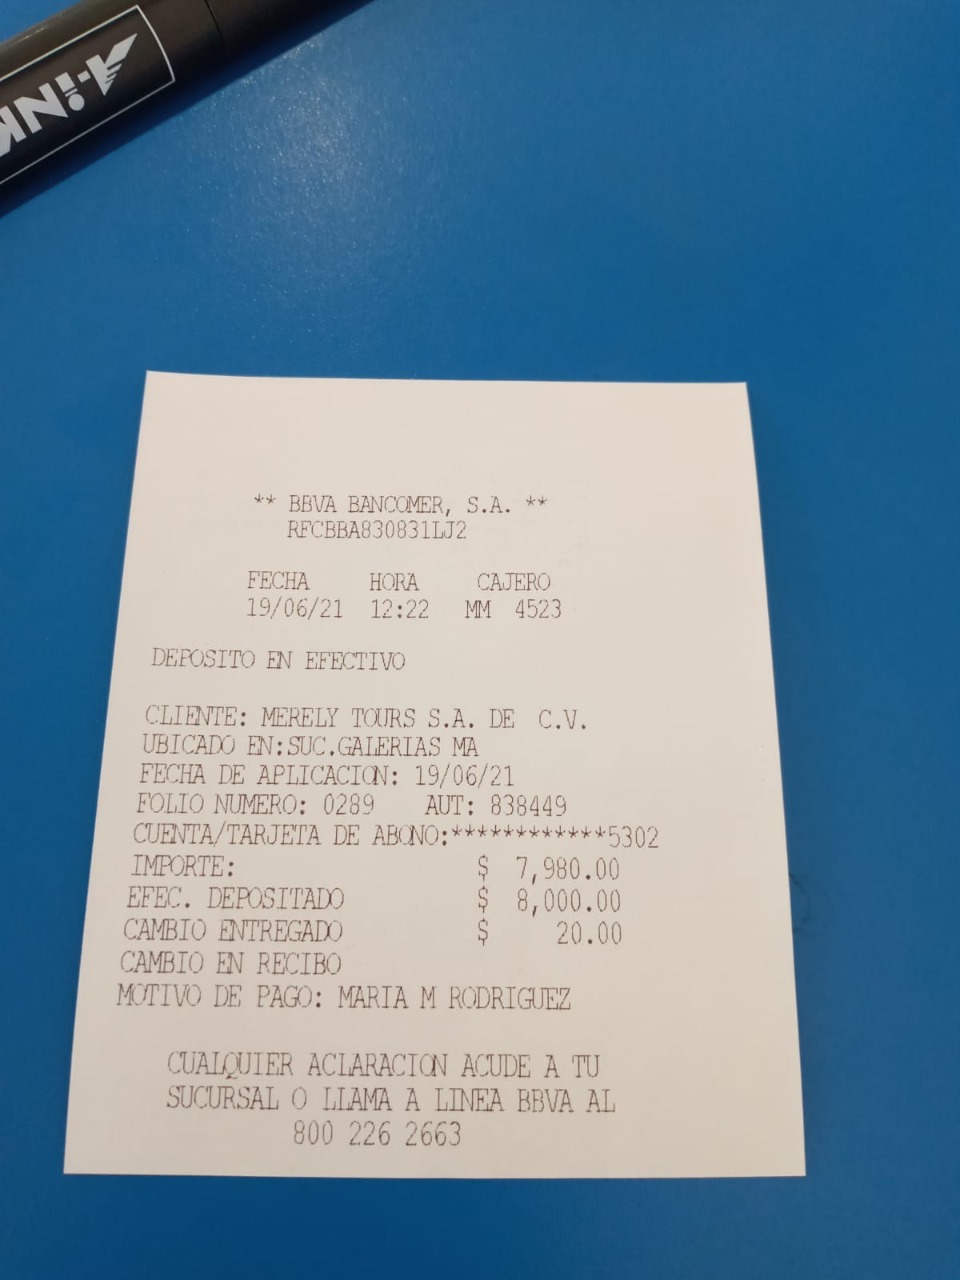 ** BBVA BANCOMER, S.A. **
RFCBBA830831LJ2
FECHA HORA CAJERO
19/06/21 12:22 MM 4523
DEPOSITO EN EFECTIVO
CLIENTE: MERELY TOURS S.A. DE C.V.
UBICADO EN:SUC.GALERIAS MA
FECHA DE APLICACION: 19/06/21
FOLIO NUMERO: 0289 AUT: 838449
CUENTA/TARJETA DE ABONO:************5302
IMPORTE: $ 7,980.00
EFEC. DEPOSITADO $ 8,000.00
CAMBIO ENTREGADO $ 20.00
CAMBIO EN RECIBO
MOTIVO DE PAGO: MARIA M RODRIGUEZ
CUALQUIER ACLARACION ACUDE A TU
SUCURSAL O LLAMA A LINEA BBVA AL
800 226 2663